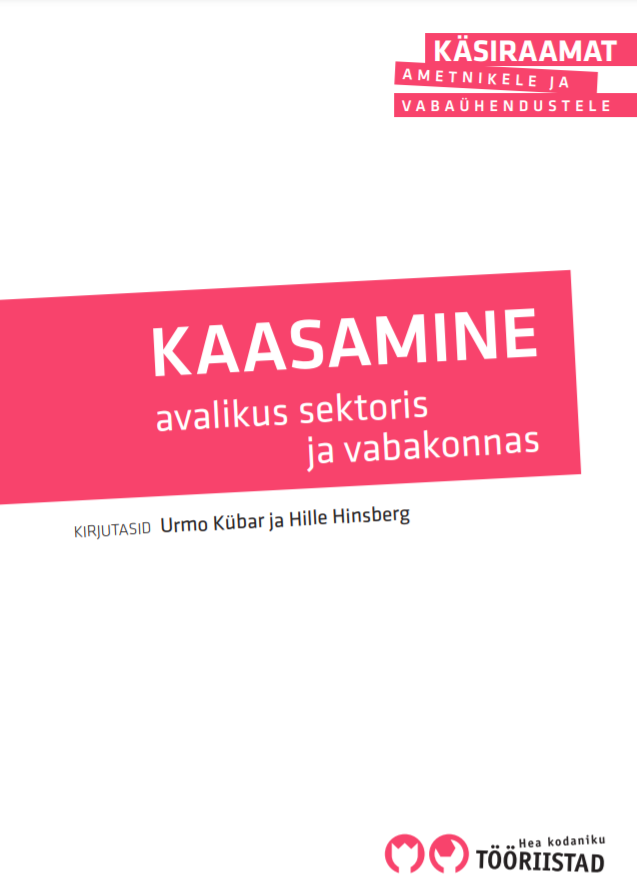 KÄSIRAAMAT
AMETNIKELE JA
VABAÜHENDUSTELE
KAASAMINE
avalikus sektoris
ja vabakonnas
KIRJUTASID Urmo Kübar ja Hille Hinsberg
Hea kodaniku
TÖÖRIISTAD